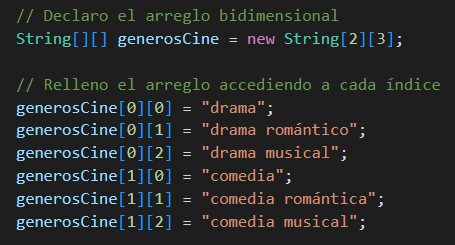 // Declaro el arreglo bidimensional
String[][] generosCine = new String[2][3];
// Relleno el arreglo accediendo a cada índice
generosCine[0][0] = "drama";
generosCine[0][1] = "drama romántico";
generosCine[0][2] = "drama musical";
generosCine[1][0] = "comedia";
generosCine[1][1] = "comedia romántica";
generosCine[1][2] = "comedia musical";